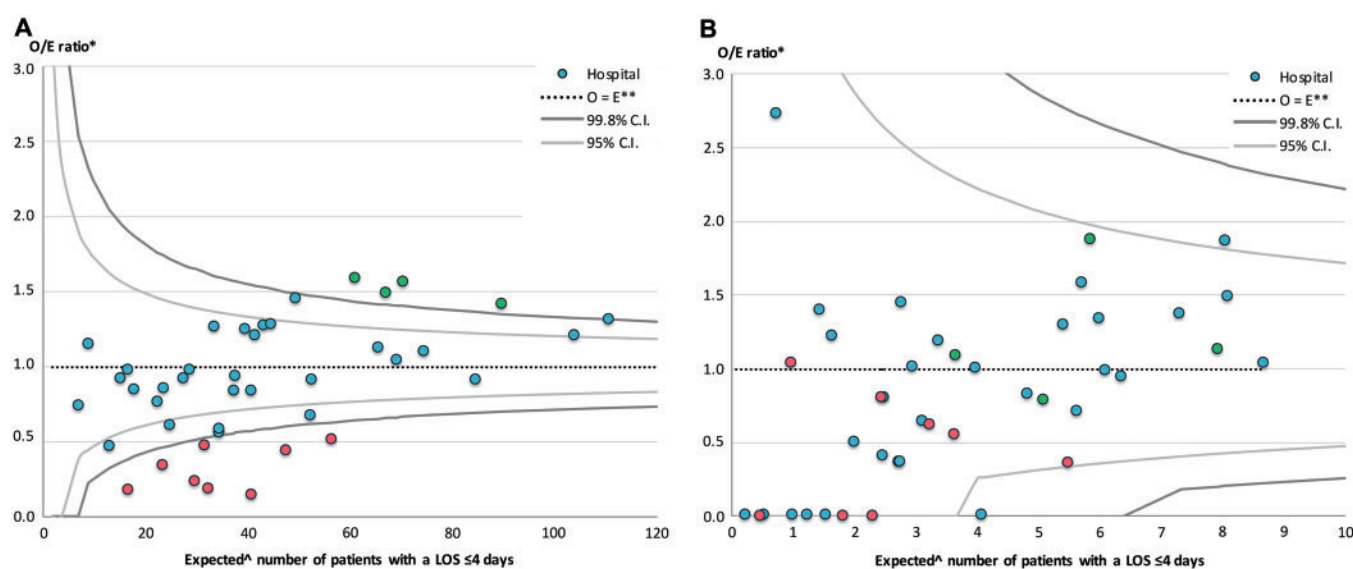 A
O/E ratio*
3.0
2.5
2.0
1.5
1.0
0.5
0.0
20
40
60
80
100
120
Expected^ number of patients with a LOS ≤4 days
Hospital
O = E**
99.8% C.I.
95% C.I.
B
O/E ratio*
3.0
2.5
2.0
1.5
1.0
0.5
0.0
0
1
2
3
4
5
6
7
8
9
10
Expected^ number of patients with a LOS ≤4 days
Hospital
O = E**
99.8% C.I.
95% C.I.